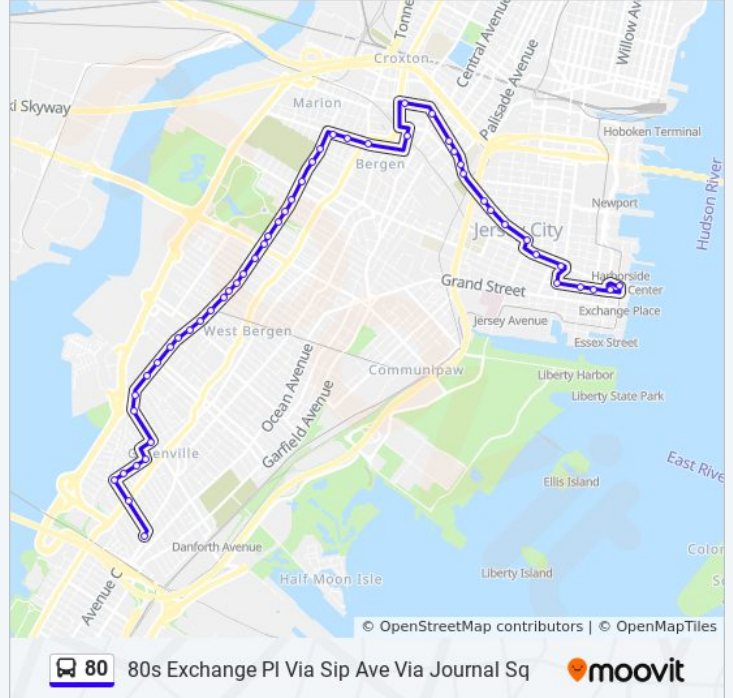 Tonne
Croxton
Central Avenue
Willow Av
Palisade Avenue
Marion
ki Skyway
Hoboken Terminal
Bergen
Hudson River
Newport
Jer
City
Harborside
Center
Grand Street
Exchange Place
Jersey Avenue
West Bergen
Essex Street
Ocean Avenue
Communipaw
Liberty Harbor
Garfield Avenue
Liberty State Park
G
enville
East Rive
Ellis Island
Danforth Avenue
Colon
Half Moon Isle
Liberty Island
Avenue C
© OpenStreetMap contributors | © OpenMapTiles
80 80s Exchange Pl Via Sip Ave Via Journal Sq moovit